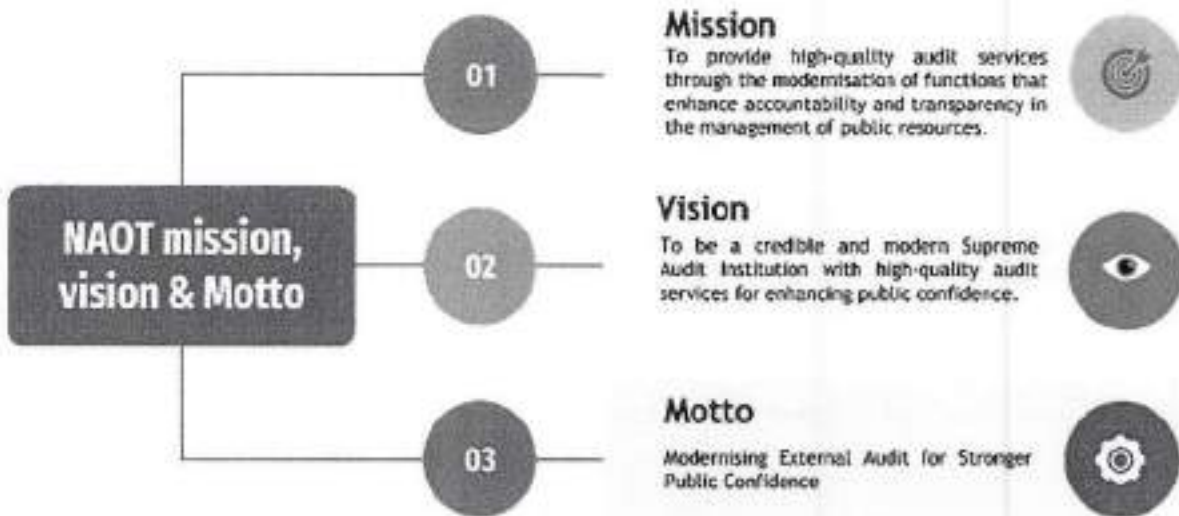 NAOT mission,
vision & Motto
01
Mission
To provide high-quality audit services
through the modernisation of functions that
enhance accountability and transparency in
the management of public resources.
02
Vision
To be a credible and modern Supreme
Audit Institution with high-quality audit
services for enhancing public confidence.
03
Motto
Modernising External Audit for Stronger
Public Confidence